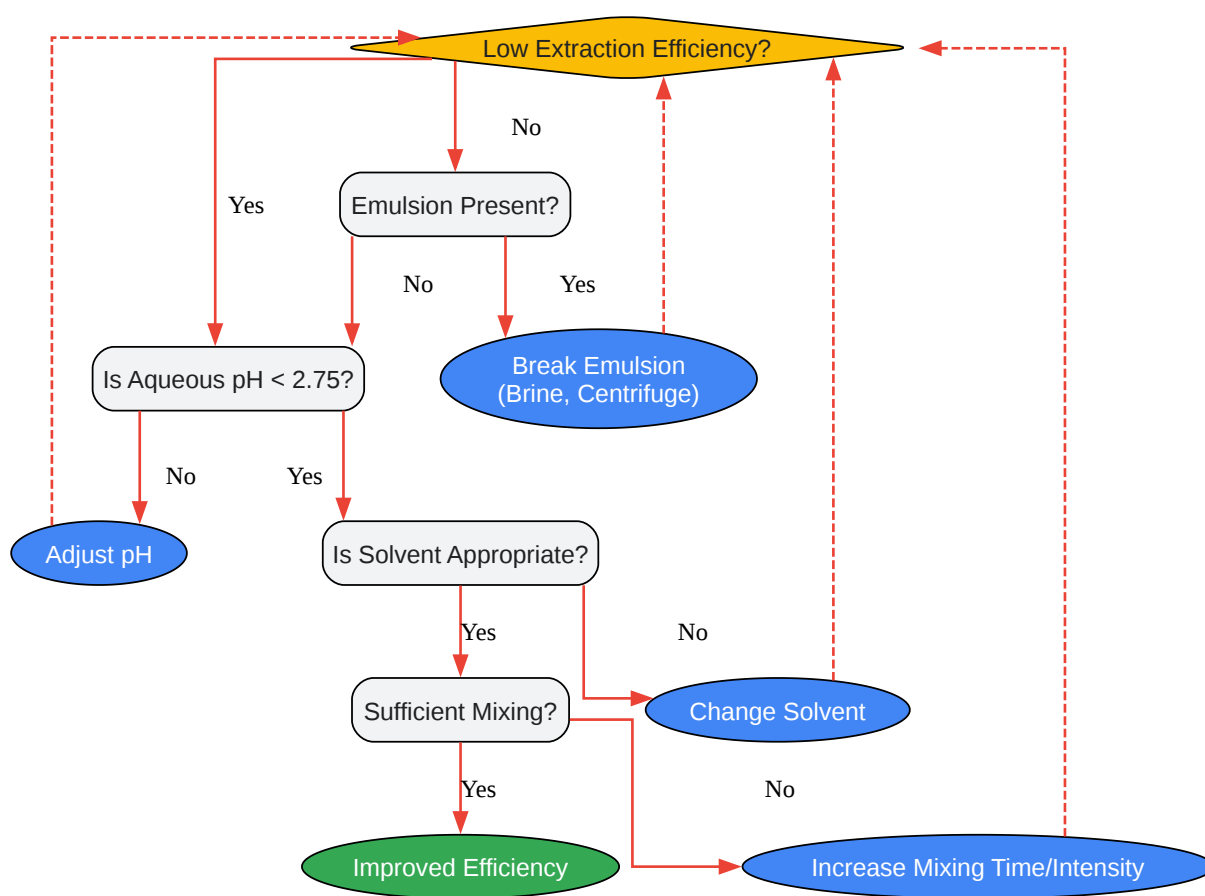 Low Extraction Efficiency?
No
Yes
Emulsion Present?
No
Yes
Is Aqueous pH < 2.75?
Break Emulsion
(Brine, Centrifuge)
No
Yes
Adjust pH
Is Solvent Appropriate?
Yes
No
Sufficient Mixing?
Change Solvent
Yes
No
Improved Efficiency
Increase Mixing Time/Intensity